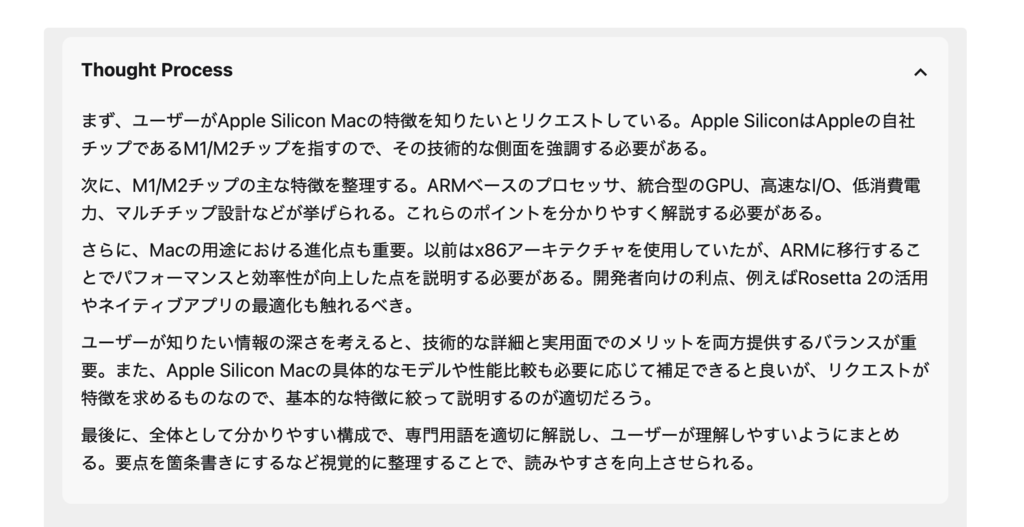 Thought Process
まず、ユーザーがApple Silicon Macの特徴を知りたいとリクエストしている。Apple SiliconはAppleの自社
チップであるM1/M2チップを指すので、その技術的な側面を強調する必要がある。
次に、M1/M2チップの主な特徴を整理する。ARMベースのプロセッサ、統合型のGPU、高速なI/O、低消費電
力、マルチチップ設計などが挙げられる。これらのポイントを分かりやすく解説する必要がある。
さらに、Macの用途における進化点も重要。以前はx86アーキテクチャを使用していたが、ARMに移行するこ
とでパフォーマンスと効率性が向上した点を説明する必要がある。開発者向けの利点、例えばRosetta 2の活用
やネイティブアプリの最適化も触れるべき。
ユーザーが知りたい情報の深さを考えると、技術的な詳細と実用面でのメリットを両方提供するバランスが重
要。また、Apple Silicon Macの具体的なモデルや性能比較も必要に応じて補足できると良いが、リクエストが
特徴を求めるものなので、基本的な特徴に絞って説明するのが適切だろう。
最後に、全体として分かりやすい構成で、専門用語を適切に解説し、ユーザーが理解しやすいようにまとめ
る。要点を箇条書きにするなど視覚的に整理することで、読みやすさを向上させられる。